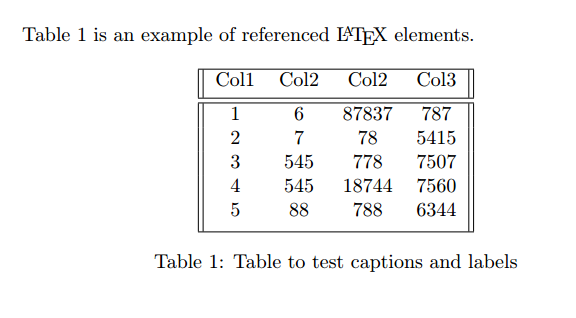 Table 1 is an example of referenced LATEX elements.
Col1 Col2 Col2 Col3
1 6 87837 787
2 7 78 5415
3 545 778 7507
4 545 18744 7560
5 88 788 6344
Table 1: Table to test captions and labels